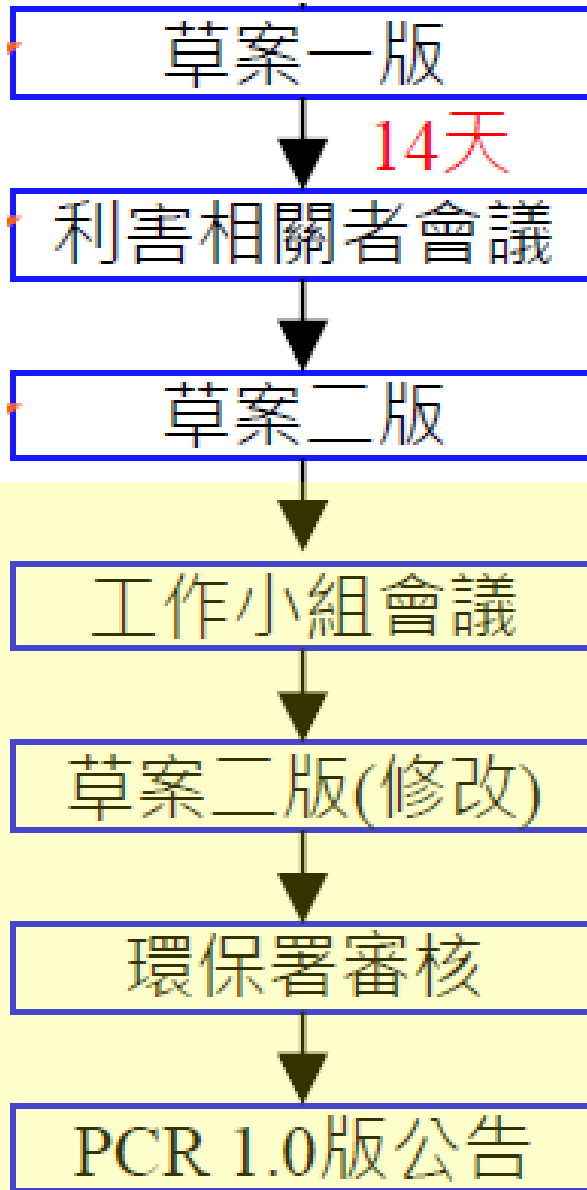 草案一版
14天
利害相關者會議
草案二版
工作小組會議
草案二版(修改)
環保署審核
PCR 1.0版公告